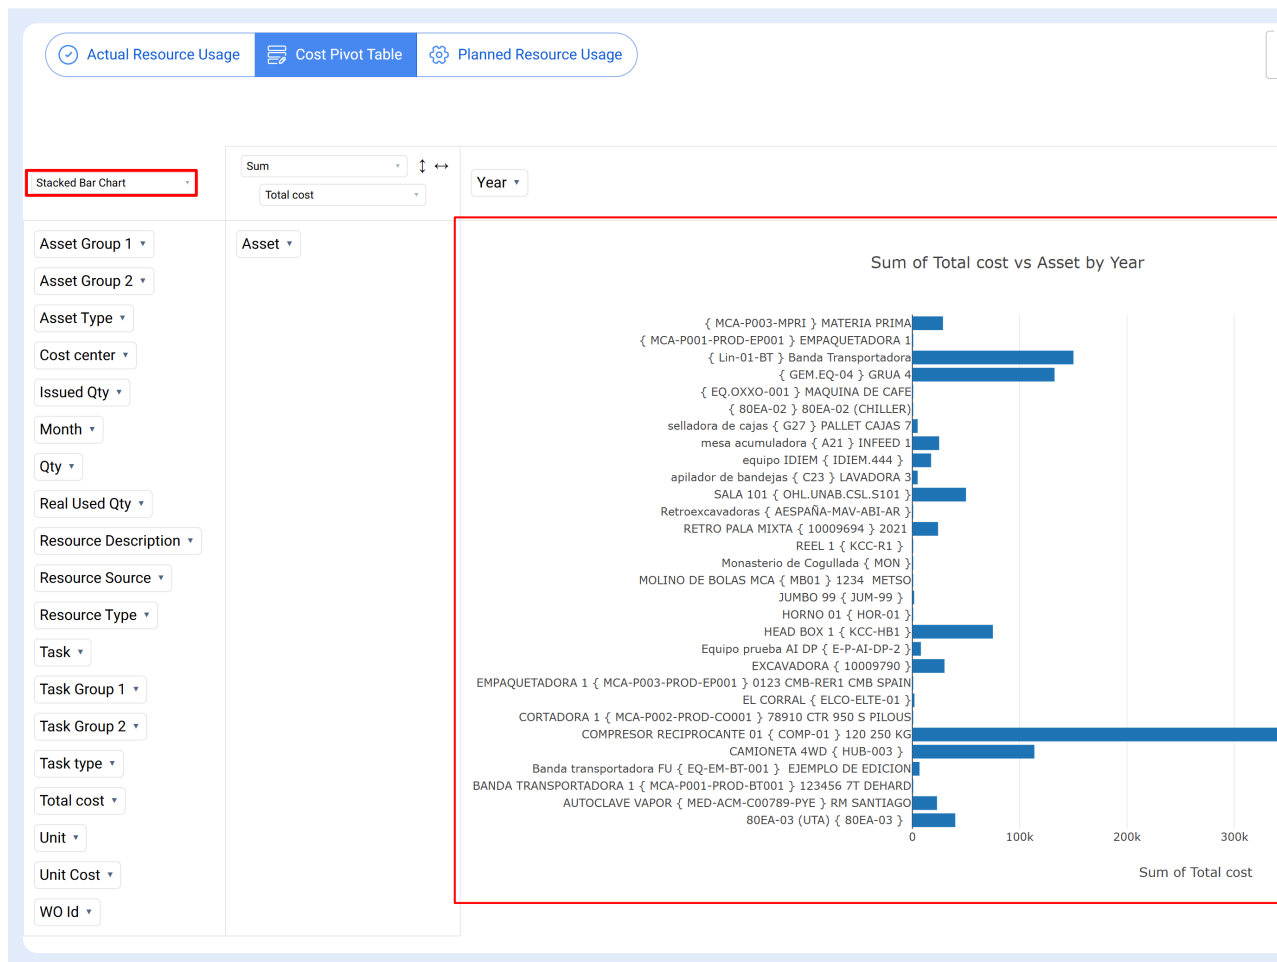 Actual Resource Usage
Cost Pivot Table
Planned Resource Usage
Sum
Stacked Bar Chart
Total cost
Year
Asset Group 1
Asset Group 2
Asset Type
Cost center
Issued Qty
Month
Qty
Real Used Qty
Resource Description
Resource Source
Resource Type
Task
Task Group 1
Task Group 2
Task type
Total cost
Unit
Unit Cost
WO Id
Asset
Sum of Total cost vs Asset by Year
{ MCA-P003-MPRI } MATERIA PRIMA
{ MCA-P001-PROD-EP001 } EMPAQUETADORA 1
{ Lin-01-BT } Banda Transportadora
{ GEM.EQ-04 } GRUA 4
{ EQ.OXXO-001 } MAQUINA DE CAFE
{ 80EA-02 } 80EA-02 (CHILLER)
selladora de cajas { G27 } PALLET CAJAS 7
mesa acumuladora { A21 } INFEED 1
equipo IDIEM { IDIEM.444 }
apilador de bandejas { C23 } LAVADORA 3
SALA 101 { OHL.UNAB.CSL.S101 }
Retroexcavadoras { AESPAÑA-MAV-ABI-AR }
RETRO PALA MIXTA { 10009694 } 2021
REEL 1 { KCC-R1 }
Monasterio de Cogullada { MON }
MOLINO DE BOLAS MCA { MB01 } 1234 METSO
JUMBO 99 { JUM-99 }
HORNO 01 { HOR-01 }
HEAD BOX 1 { KCC-HB1 }
Equipo prueba AI DP { E-P-AI-DP-2 }
EXCAVADORA { 10009790 }
EMPAQUETADORA 1 { MCA-P003-PROD-EP001 } 0123 CMB-RER1 CMB SPAIN
EL CORRAL { ELCO-ELTE-01 }
CORTADORA 1 { MCA-P002-PROD-CO001 } 78910 CTR 950 S PILOUS
COMPRESOR RECIPROCANTE 01 { COMP-01 } 120 250 KG
CAMIONETA 4WD { HUB-003 }
Banda transportadora FU { EQ-EM-BT-001 } EJEMPLO DE EDICION
BANDA TRANSPORTADORA 1 { MCA-P001-PROD-BT001 } 123456 7T DEHARD
AUTOCLAVE VAPOR { MED-ACM-C00789-PYE } RM SANTIAGO
80EA-03 (UTA) { 80EA-03 }
0 100k 200k 300k
Sum of Total cost